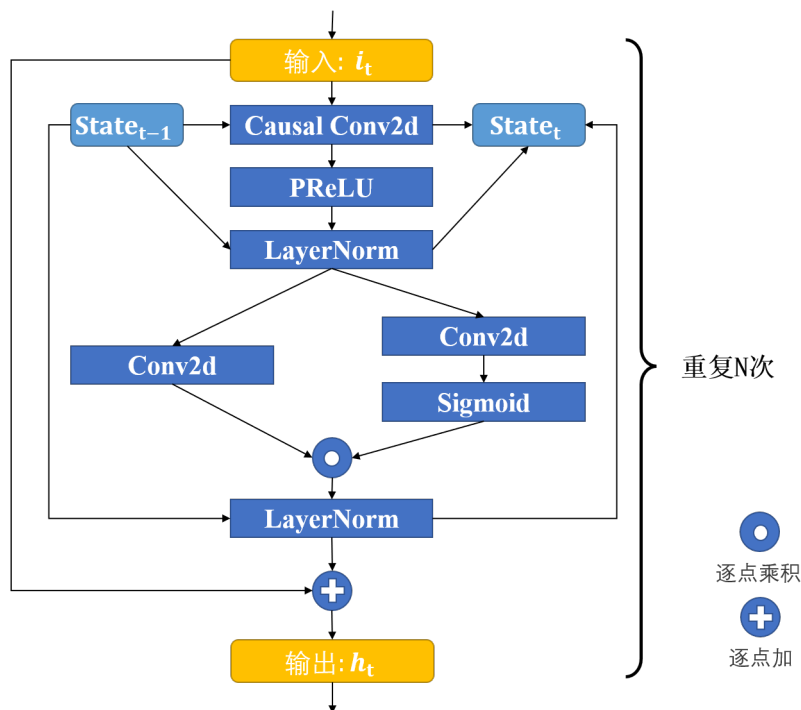 输入: iₜ
Stateₜ₋₁
Causal Conv2d
Stateₜ
PReLU
LayerNorm
Conv2d
Conv2d
Sigmoid
重复N次
LayerNorm
逐点乘积
逐点加
输出: hₜ